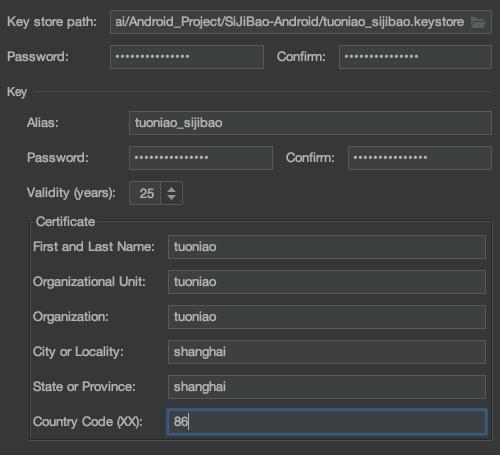 Key store path: ai/Android_Project/SiJiBao-Android/tuoniao_sijibao.keystore
Password: ••••••••••••••• Confirm: •••••••••••••••
Key
Alias: tuoniao_sijibao
Password: ••••••••••••••• Confirm: •••••••••••••••
Validity (years): 25
Certificate
First and Last Name: tuoniao
Organizational Unit: tuoniao
Organization: tuoniao
City or Locality: shanghai
State or Province: shanghai
Country Code (XX): 86